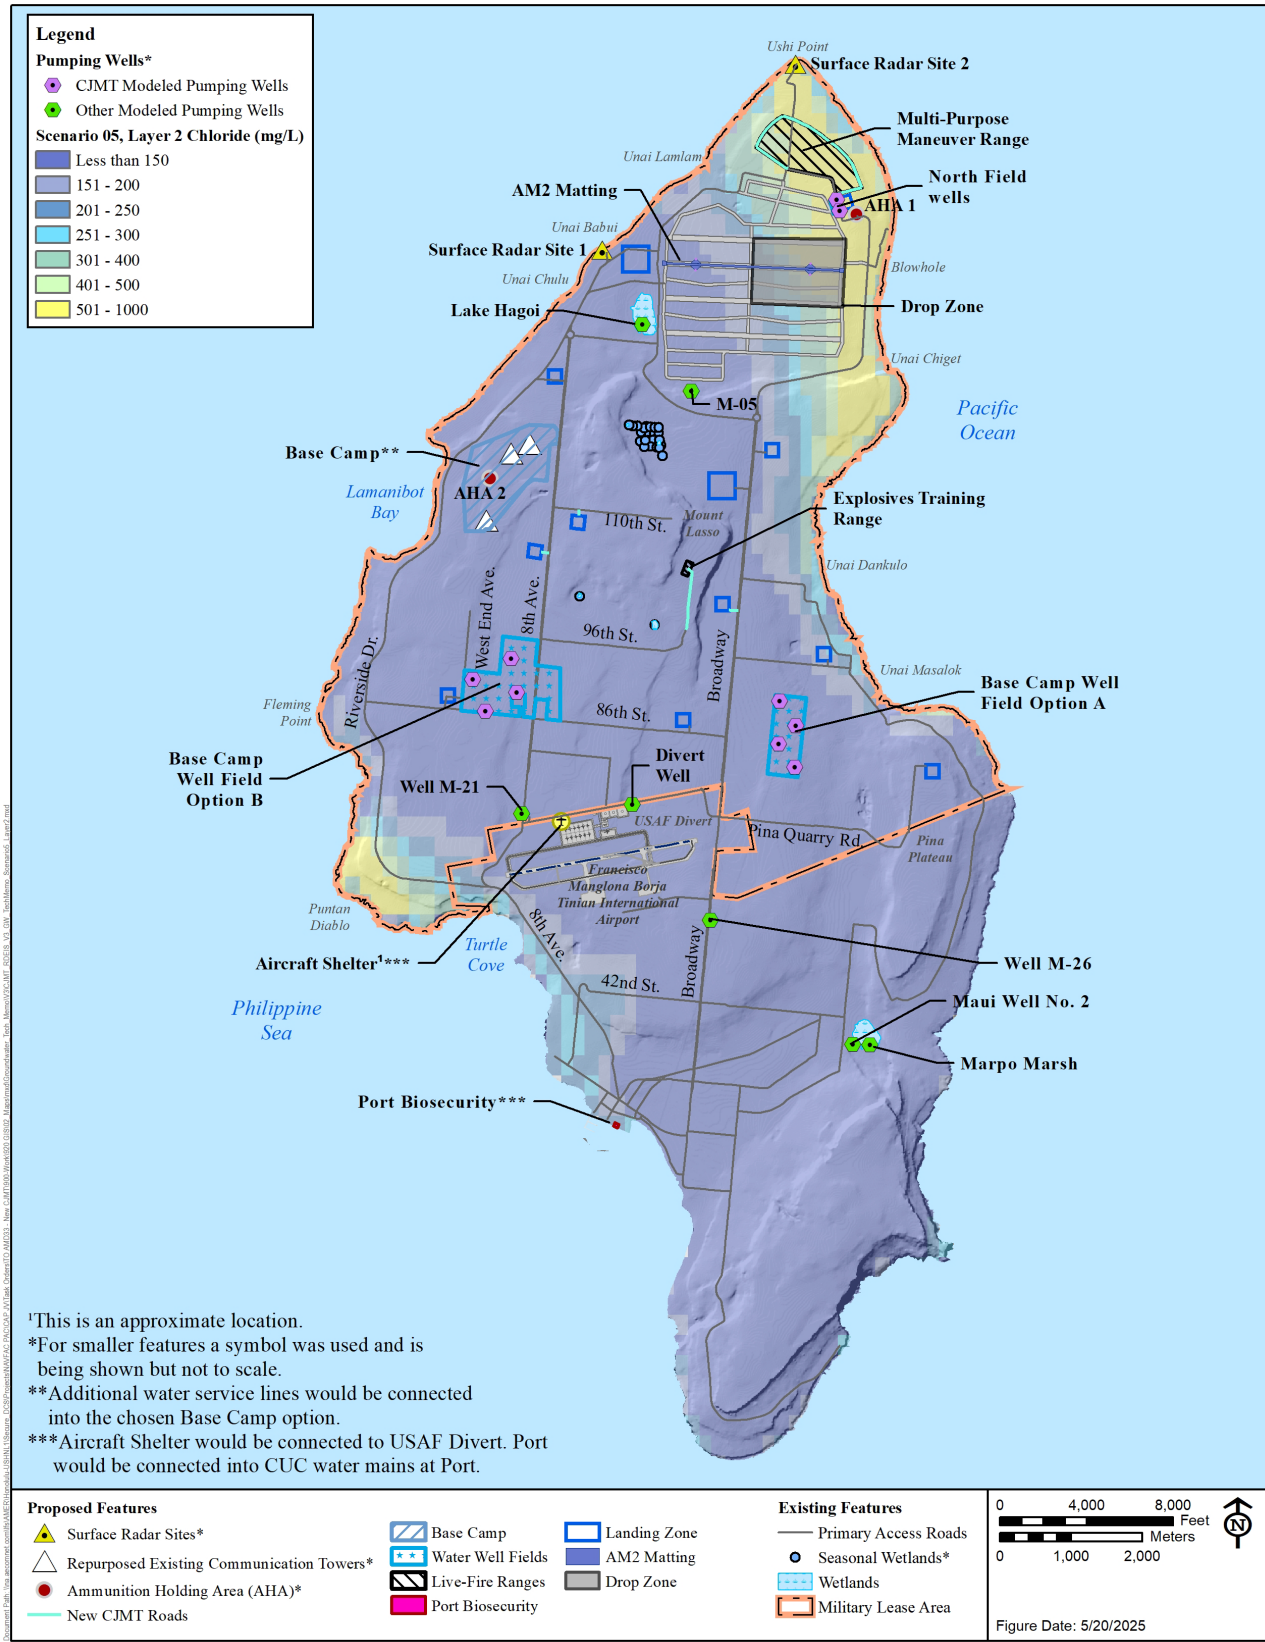 Legend
Pumping Wells*
CJMT Modeled Pumping Wells
Other Modeled Pumping Wells
Scenario 05, Layer 2 Chloride (mg/L)
Less than 150
151 - 200
201 - 250
251 - 300
301 - 400
401 - 500
501 - 1000
Ushi Point
Surface Radar Site 2
Multi-Purpose
Maneuver Range
Unai Lamlam
North Field
wells
AM2 Matting
AHA 1
Unai Babui
Surface Radar Site 1
Blowhole
Unai Chulu
Lake Hagoi
Drop Zone
Unai Chiget
M-05
Pacific
Ocean
Base Camp**
AHA 2
Lamanibot
Bay
Explosives Training
Range
110th St.
Mount
Lasso
Unai Dankulo
West End Ave.
8th Ave.
96th St.
Broadway
Riverside Dr.
Unai Masalok
Base Camp Well
Field Option A
Fleming
Point
86th St.
Base Camp
Well Field
Option B
Divert
Well
Well M-21
USAF Divert
Pina Quarry Rd.
Pina
Plateau
Francisco
Manglona Borja
Tinian International
Airport
Puntan
Diablo
8th Ave.
Turtle
Cove
Aircraft Shelter¹***
Broadway
Well M-26
42nd St.
Philippine
Sea
Maui Well No. 2
Marpo Marsh
Port Biosecurity***
¹This is an approximate location.
*For smaller features a symbol was used and is
being shown but not to scale.
**Additional water service lines would be connected
into the chosen Base Camp option.
***Aircraft Shelter would be connected to USAF Divert. Port
would be connected into CUC water mains at Port.
Proposed Features
Surface Radar Sites*
Repurposed Existing Communication Towers*
Ammunition Holding Area (AHA)*
New CJMT Roads
Base Camp
Water Well Fields
Live-Fire Ranges
Port Biosecurity
Landing Zone
AM2 Matting
Drop Zone
Existing Features
Primary Access Roads
Seasonal Wetlands*
Wetlands
Military Lease Area
0 4,000 8,000
Feet
Meters
0 1,000 2,000
N
Figure Date: 5/20/2025